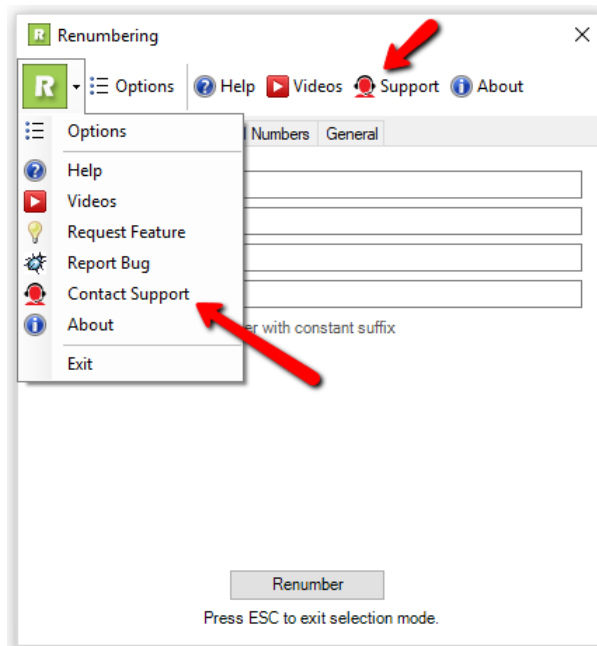 R Renumbering
R Options Help Videos Support About
Options
Numbers General
Help
Videos
Request Feature
Report Bug
Contact Support
About
with constant suffix
Exit
Renumber
Press ESC to exit selection mode.